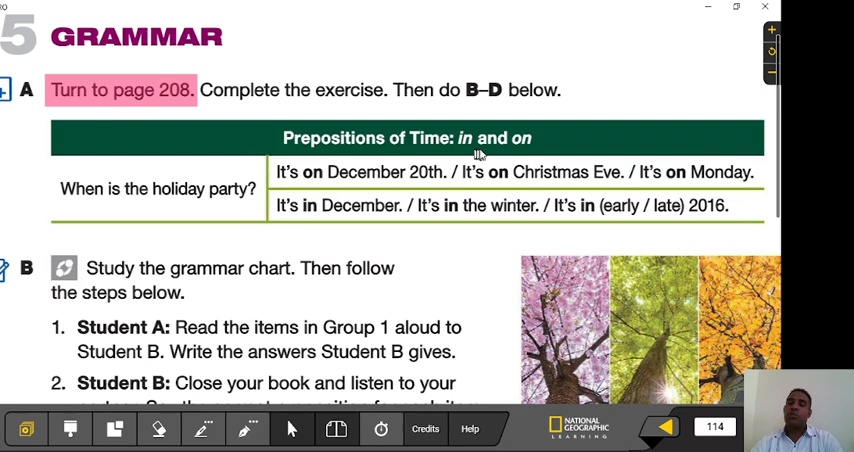 RO
5 GRAMMAR
A Turn to page 208. Complete the exercise. Then do B–D below.
Prepositions of Time: in and on
When is the holiday party?
It's on December 20th. / It's on Christmas Eve. / It's on Monday.
It's in December. / It's in the winter. / It's in (early / late) 2016.
B Study the grammar chart. Then follow
the steps below.
1. Student A: Read the items in Group 1 aloud to
Student B. Write the answers Student B gives.
2. Student B: Close your book and listen to your
Credits
Help
NATIONAL
GEOGRAPHIC
LEARNING
114